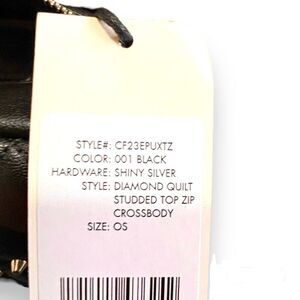 STYLE#: CF23EPUXTZ
COLOR: .001 BLACK
HARDWARE: SHINY SILVER
STYLE: DIAMOND QUILT
STUDDED TOP ZIP
CROSSBODY
SIZE: OS